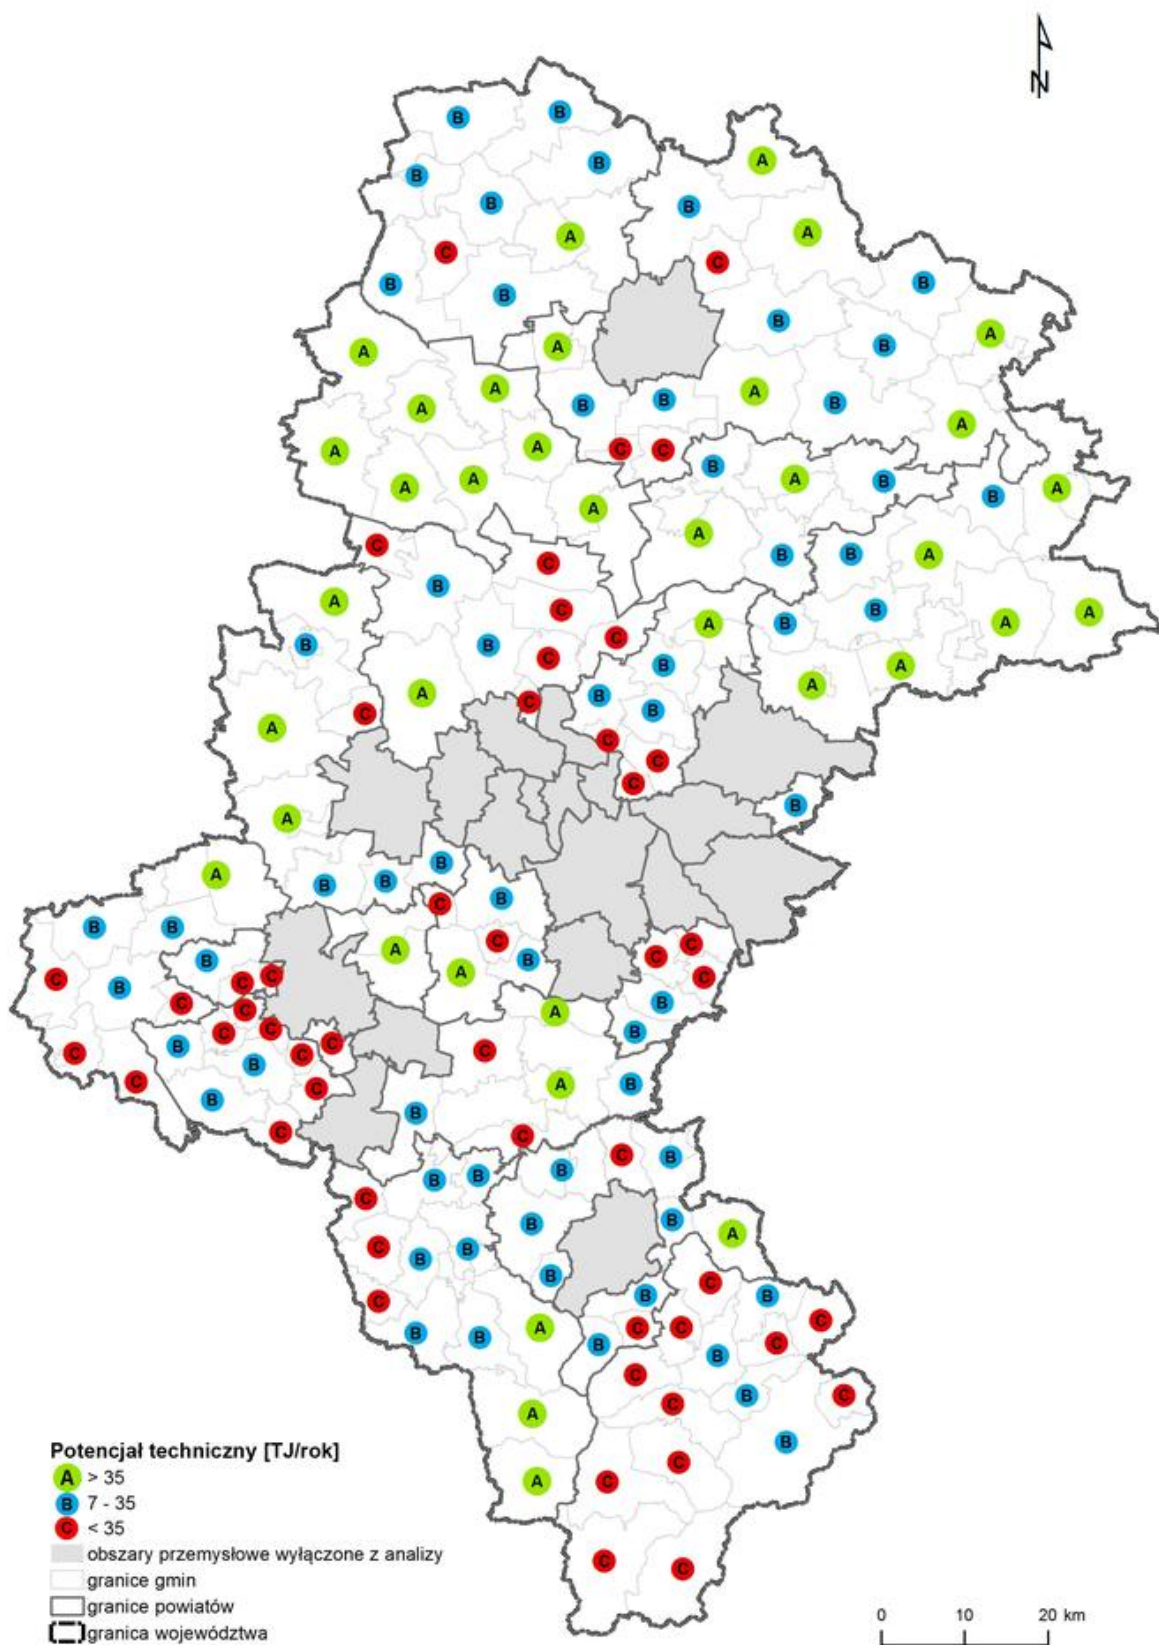 N
B B
A
B
B
B B
A
A
C C
B B
B
B
A B
A A
A A
B B B
A
A
A C C
A B
A A B
A A B
A
A
C B B A
C
B
A C B
A A
B A
C
B B C
B A
A
A B
C B
C
A
C
C
C
B
A
B
A B B
B
C
B B
C C
A C B
B A
C C
C C
B B
C C A
C B
C C
B C
C C
B
C B A
C
B B
C C
C B
B B B
C
B B A
C B B
B
C
B B
C C
C A C
B B C B
B
C
B C
C
A
B
C
A C
C C
Potencjał techniczny [TJ/rok]
A > 35
B 7 - 35
C < 35
obszary przemysłowe wyłączone z analizy
granice gmin
granice powiatów
granica województwa
0 10 20 km